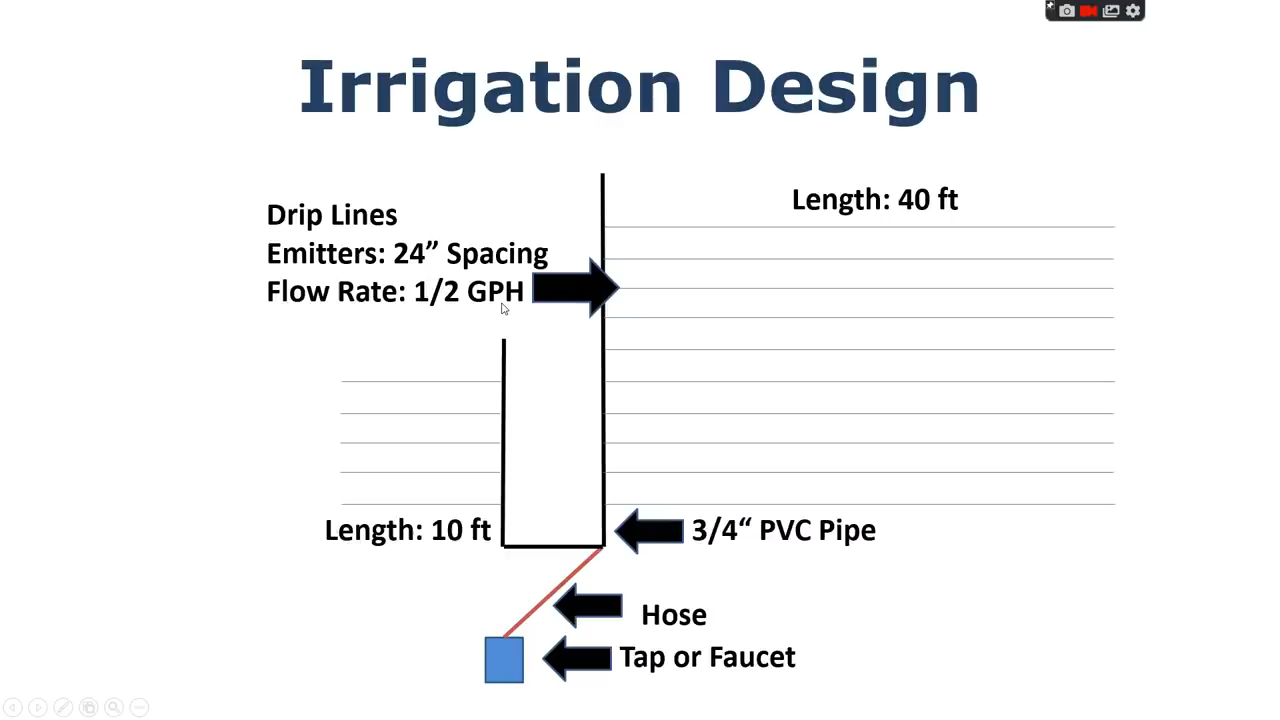 Irrigation Design
Length: 40 ft
Drip Lines
Emitters: 24” Spacing
Flow Rate: 1/2 GPH
Length: 10 ft
3/4“ PVC Pipe
Hose
Tap or Faucet